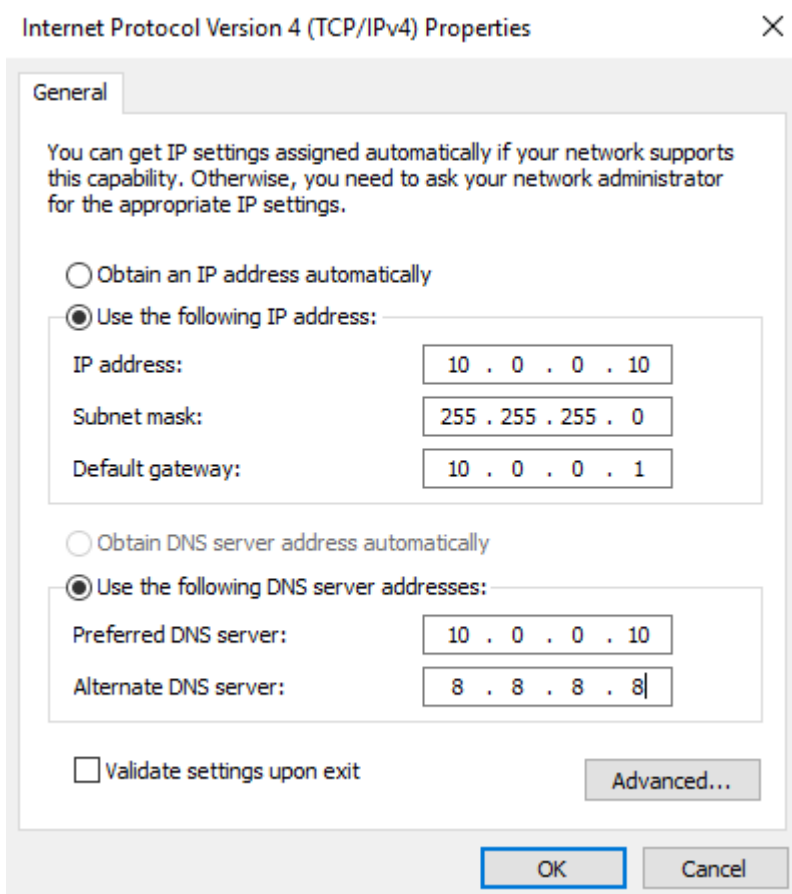 Internet Protocol Version 4 (TCP/IPv4) Properties
General
You can get IP settings assigned automatically if your network supports
this capability. Otherwise, you need to ask your network administrator
for the appropriate IP settings.
Obtain an IP address automatically
Use the following IP address:
IP address: 10 . 0 . 0 . 10
Subnet mask: 255 . 255 . 255 . 0
Default gateway: 10 . 0 . 0 . 1
Obtain DNS server address automatically
Use the following DNS server addresses:
Preferred DNS server: 10 . 0 . 0 . 10
Alternate DNS server: 8 . 8 . 8 . 8
Validate settings upon exit
Advanced...
OK Cancel